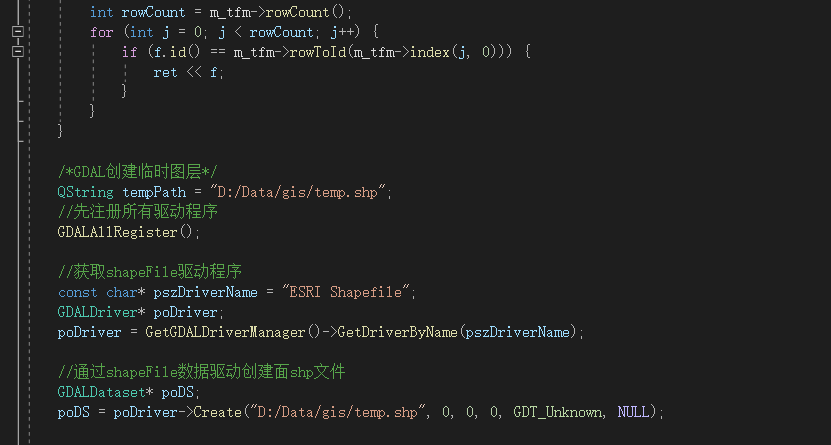 int rowCount = m_tfm->rowCount();
for (int j = 0; j < rowCount; j++) {
if (f.id() == m_tfm->rowToId(m_tfm->index(j, 0))) {
ret << f;
}
}
}
/*GDAL创建临时图层*/
QString tempPath = "D:/Data/gis/temp.shp";
//先注册所有驱动程序
GDALAllRegister();
//获取shapeFile驱动程序
const char* pszDriverName = "ESRI Shapefile";
GDALDriver* poDriver;
poDriver = GetGDALDriverManager()->GetDriverByName(pszDriverName);
//通过shapeFile数据驱动创建面shp文件
GDALDataset* poDS;
poDS = poDriver->Create("D:/Data/gis/temp.shp", 0, 0, 0, GDT_Unknown, NULL);